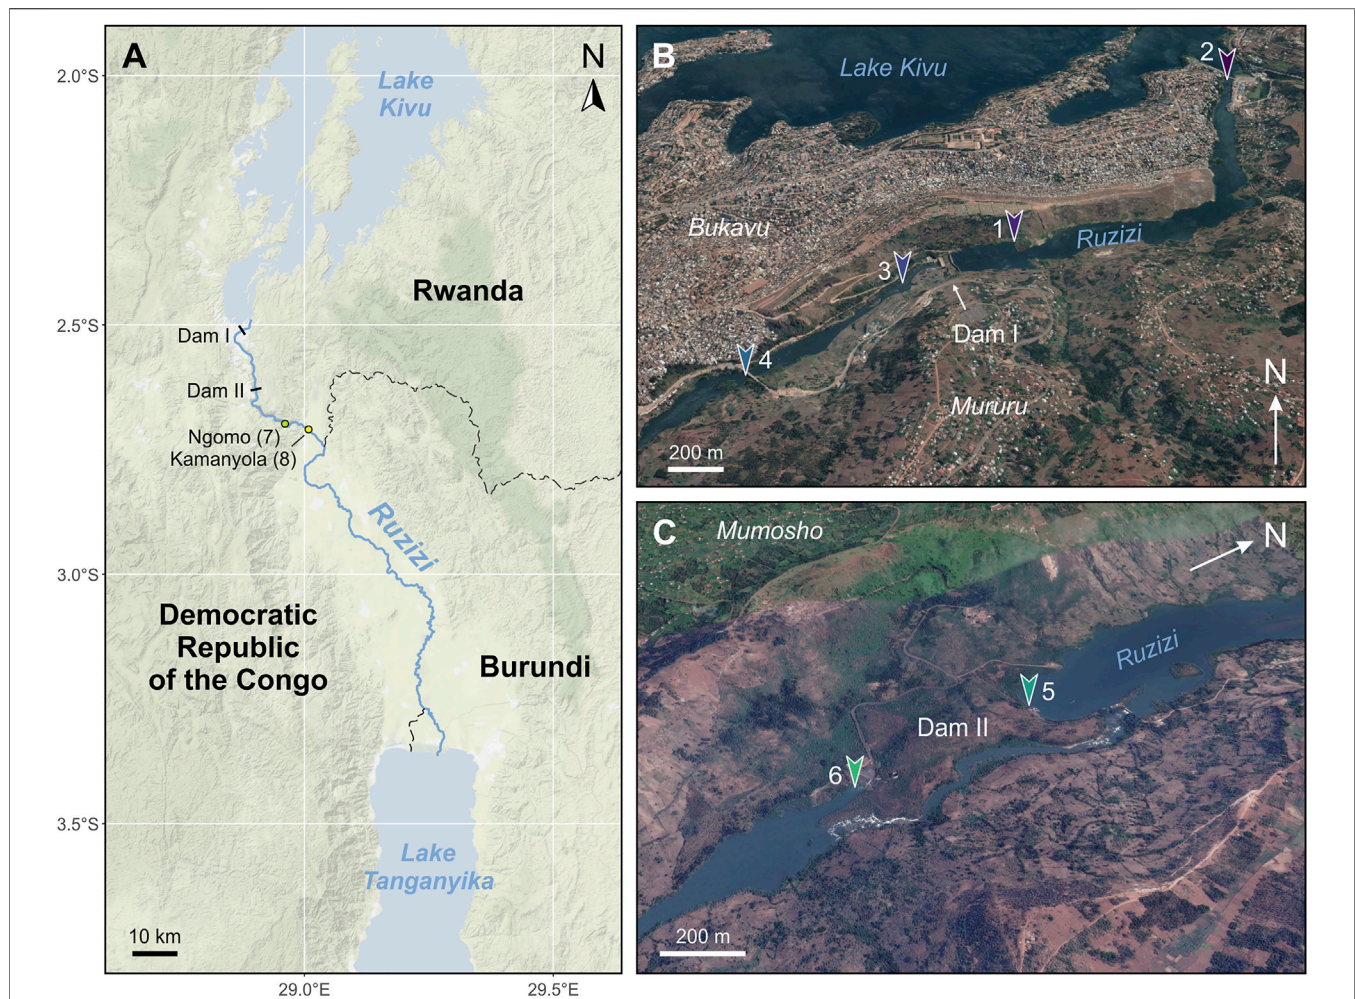 A
N
Lake
Kivu
2.0°S
Rwanda
2.5°S
Dam I
Dam II
Ngomo (7)
Kamanyola (8)
Ruzizi
3.0°S
Democratic
Republic
of the Congo
Burundi
3.5°S
Lake
Tanganyika
10 km
29.0°E
29.5°E
B
Lake Kivu
2
Bukavu
1
Ruzizi
3
Dam I
4
Mururu
N
200 m
C
Mumosho
N
Ruzizi
5
Dam II
6
200 m